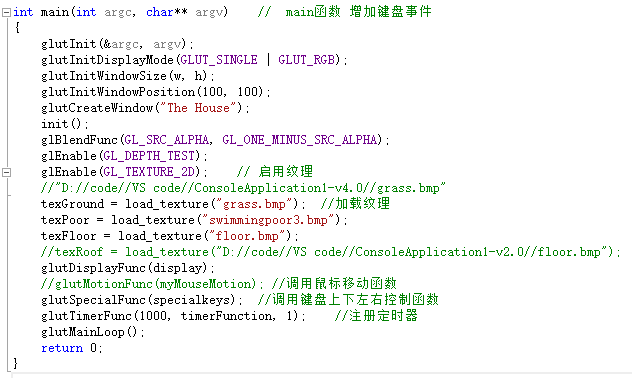 int main(int argc, char** argv)    //  main函数 增加键盘事件
{
    glutInit(&argc, argv);
    glutInitDisplayMode(GLUT_SINGLE | GLUT_RGB);
    glutInitWindowSize(w, h);
    glutInitWindowPosition(100, 100);
    glutCreateWindow("The House");
    init();
    glBlendFunc(GL_SRC_ALPHA, GL_ONE_MINUS_SRC_ALPHA);
    glEnable(GL_DEPTH_TEST);
    glEnable(GL_TEXTURE_2D);    // 启用纹理
    //"D://code//VS code//ConsoleApplication1-v4.0//grass.bmp"
    texGround = load_texture("grass.bmp");  //加载纹理
    texPoor = load_texture("swimmingpoor3.bmp");
    texFloor = load_texture("floor.bmp");
    //texRoof = load_texture("D://code//VS code//ConsoleApplication1-v2.0//floor.bmp");
    glutDisplayFunc(display);
    //glutMotionFunc(myMouseMotion); //调用鼠标移动函数
    glutSpecialFunc(specialkeys);  //调用键盘上下左右控制函数
    glutTimerFunc(1000, timerFunction, 1);    //注册定时器
    glutMainLoop();
    return 0;
}